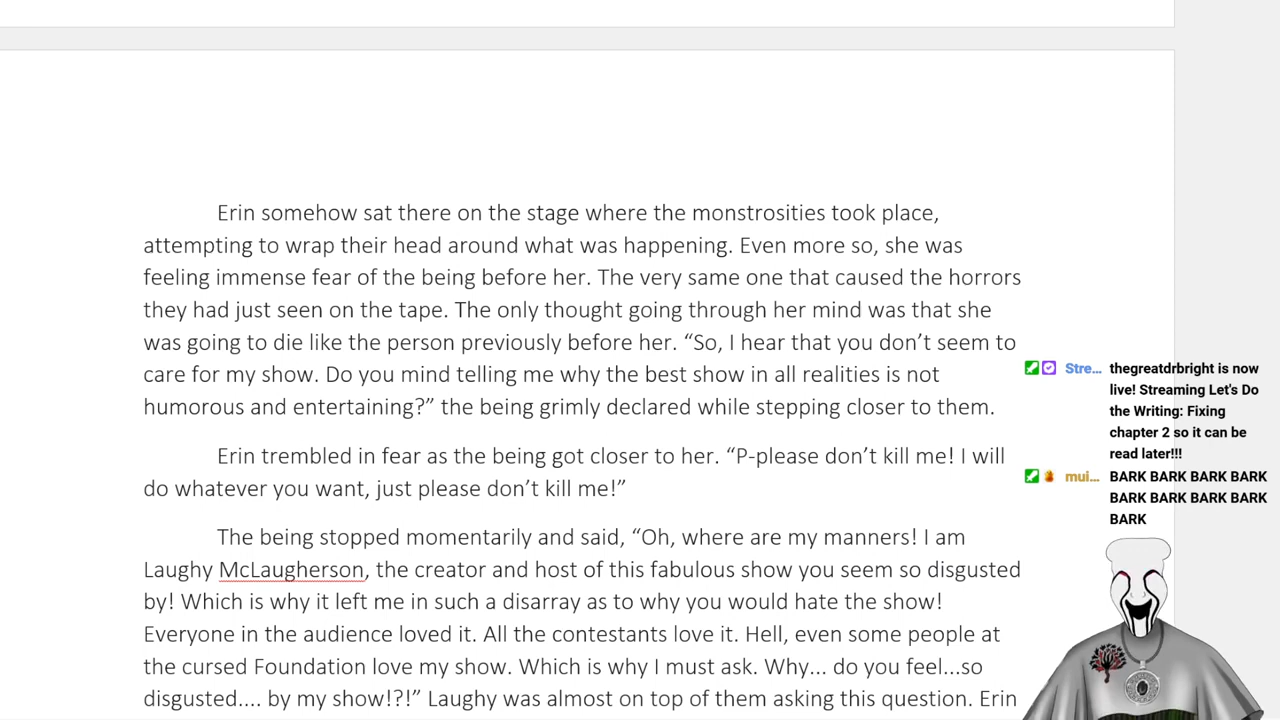 Erin somehow sat there on the stage where the monstrosities took place,
attempting to wrap their head around what was happening. Even more so, she was
feeling immense fear of the being before her. The very same one that caused the horrors
they had just seen on the tape. The only thought going through her mind was that she
was going to die like the person previously before her. “So, I hear that you don’t seem to
care for my show. Do you mind telling me why the best show in all realities is not
humorous and entertaining?” the being grimly declared while stepping closer to them.
Erin trembled in fear as the being got closer to her. “P-please don’t kill me! I will
do whatever you want, just please don’t kill me!”
The being stopped momentarily and said, “Oh, where are my manners! I am
Laughy McLaugherson, the creator and host of this fabulous show you seem so disgusted
by! Which is why it left me in such a disarray as to why you would hate the show!
Everyone in the audience loved it. All the contestants love it. Hell, even some people at
the cursed Foundation love my show. Which is why I must ask. Why... do you feel...so
disgusted.... by my show!?!” Laughy was almost on top of them asking this question. Erin
Stre... thegreatdrbright is now
live! Streaming Let's Do
the Writing: Fixing
chapter 2 so it can be
read later!!!
mui... BARK BARK BARK BARK
BARK BARK BARK BARK
BARK